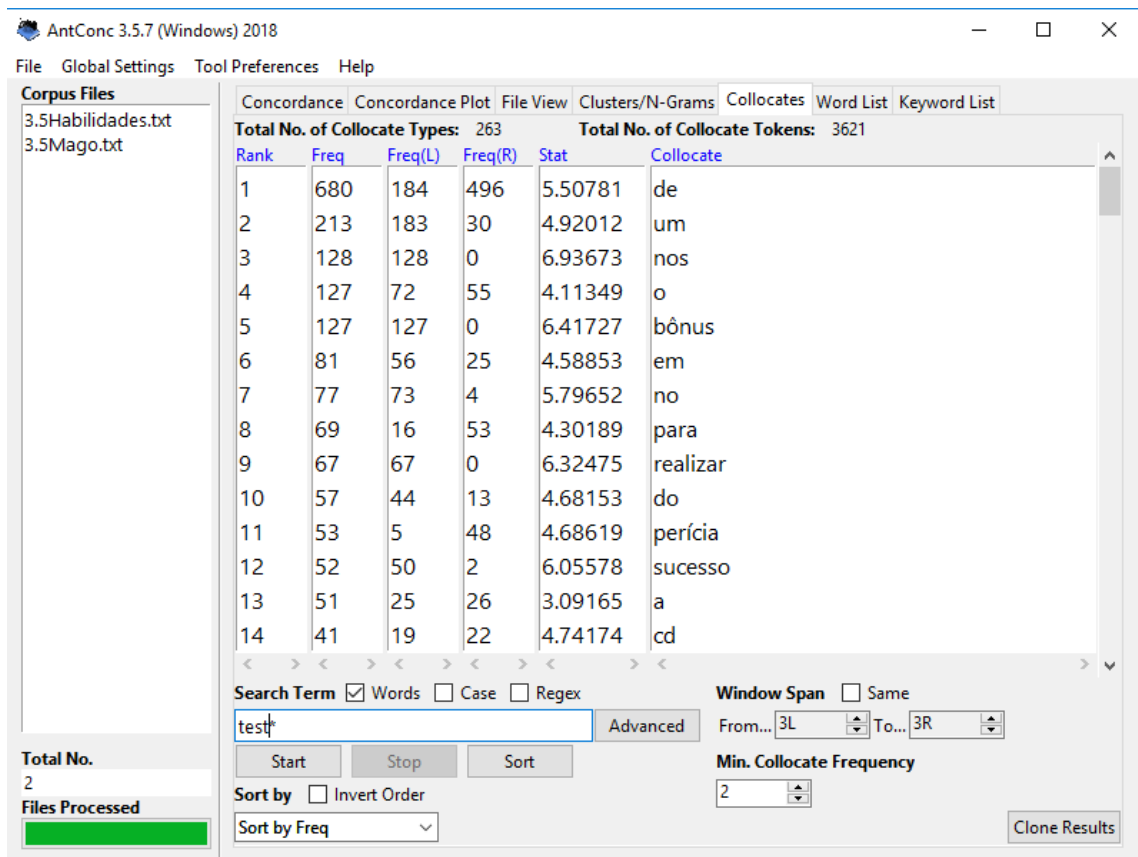 AntConc 3.5.7 (Windows) 2018
File Global Settings Tool Preferences Help
Corpus Files
3.5Habilidades.txt
3.5Mago.txt
Total No.
2
Files Processed
Concordance Concordance Plot File View Clusters/N-Grams Collocates Word List Keyword List
Total No. of Collocate Types: 263 Total No. of Collocate Tokens: 3621
Rank Freq Freq(L) Freq(R) Stat Collocate
1 680 184 496 5.50781 de
2 213 183 30 4.92012 um
3 128 128 0 6.93673 nos
4 127 72 55 4.11349 o
5 127 127 0 6.41727 bônus
6 81 56 25 4.58853 em
7 77 73 4 5.79652 no
8 69 16 53 4.30189 para
9 67 67 0 6.32475 realizar
10 57 44 13 4.68153 do
11 53 5 48 4.68619 perícia
12 52 50 2 6.05578 sucesso
13 51 25 26 3.09165 a
14 41 19 22 4.74174 cd
Search Term Words Case Regex
test*
Advanced
Start Stop Sort
Sort by Invert Order
Sort by Freq
Window Span Same
From... 3L To... 3R
Min. Collocate Frequency
2
Clone Results